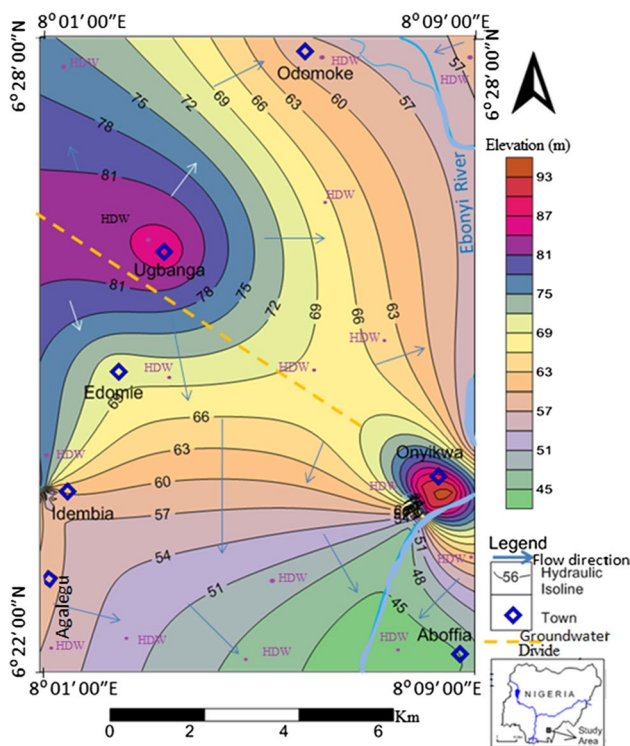 8°01′00″E 8°09′00″E
6°28′00″N
6°28′00″N
HDW
Odomoke
HDW
HDW
57
75
72
69
66
63
60
57
78
81
HDW
HDW
Ugbanga
81
78
75
72
69
66
63
Ebonyi River
HDW
HDW
HDW
Edomie
69
66
63
60
57
54
51
Onyikwa
HDW
HDW
Idembia
51
48
45
HDW
Agalegu
HDW
HDW
HDW
HDW
Aboffia
6°22′00″N
6°22′00″N
8°01′00″E 8°09′00″E
0 2 4 6 Km
Elevation (m)
93
87
81
75
69
63
57
51
45
Legend
Flow direction
56 Hydraulic
Isoline
Town
Groundwater
Divide
NIGERIA
Study
Area